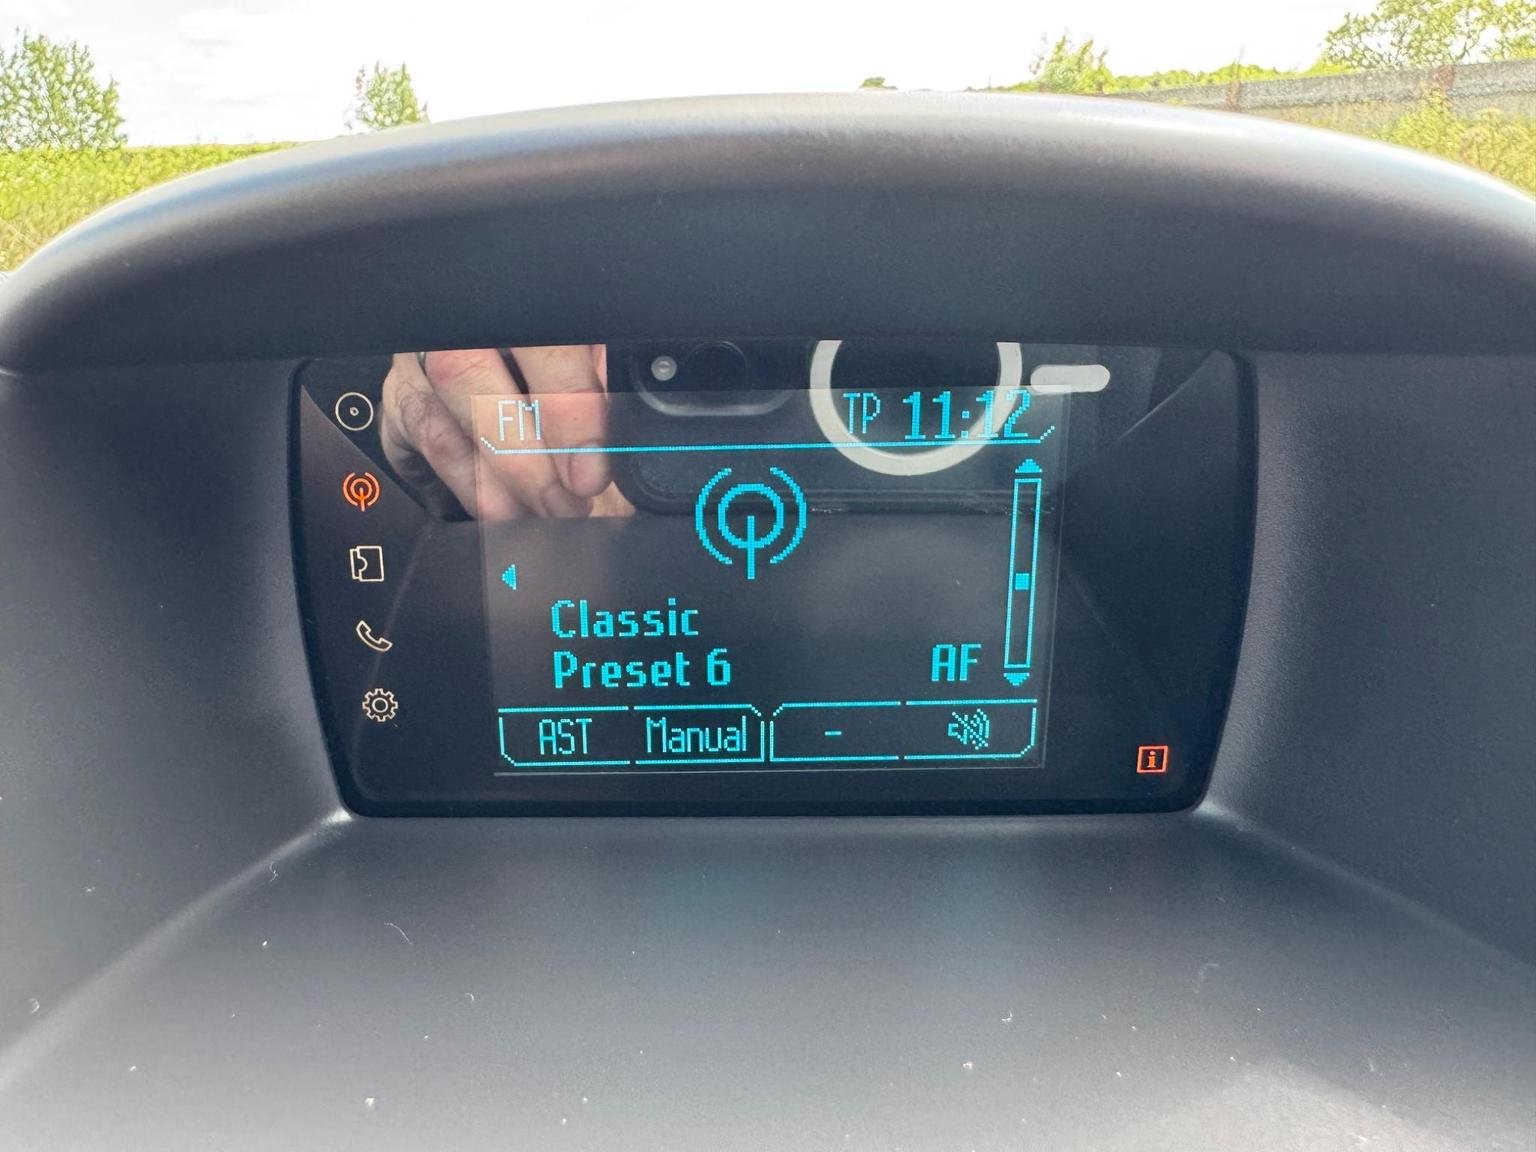 FM TP 11:12
Classic
Preset 6 AF
AST Manual -
i